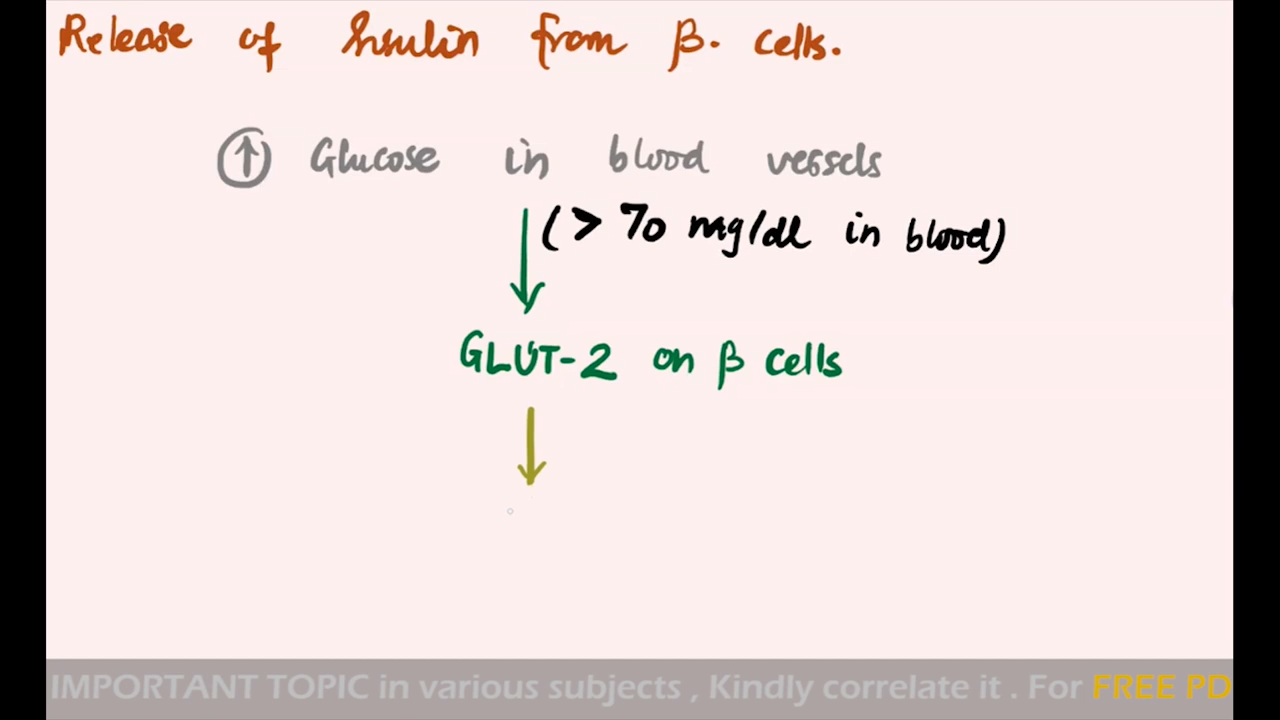 Release of Insulin from β- cells.
↑ Glucose in blood vessels
(> 70 mg/dl in blood)
GLUT-2 on β cells
IMPORTANT TOPIC in various subjects , Kindly correlate it . For FREE PD